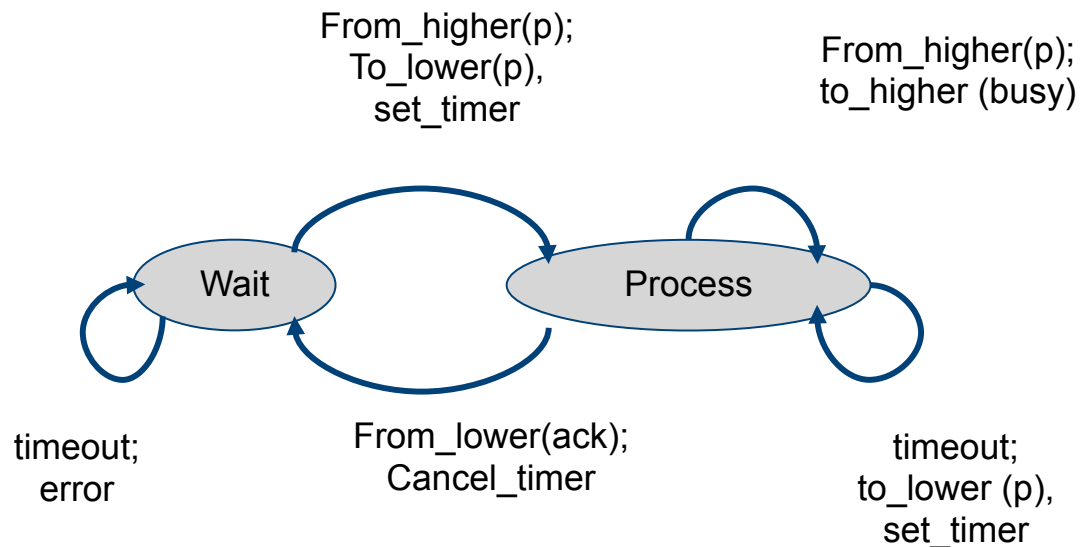 From_higher(p);
To_lower(p),
set_timer
From_higher(p);
to_higher (busy)
Wait
Process
timeout;
error
From_lower(ack);
Cancel_timer
timeout;
to_lower (p),
set_timer